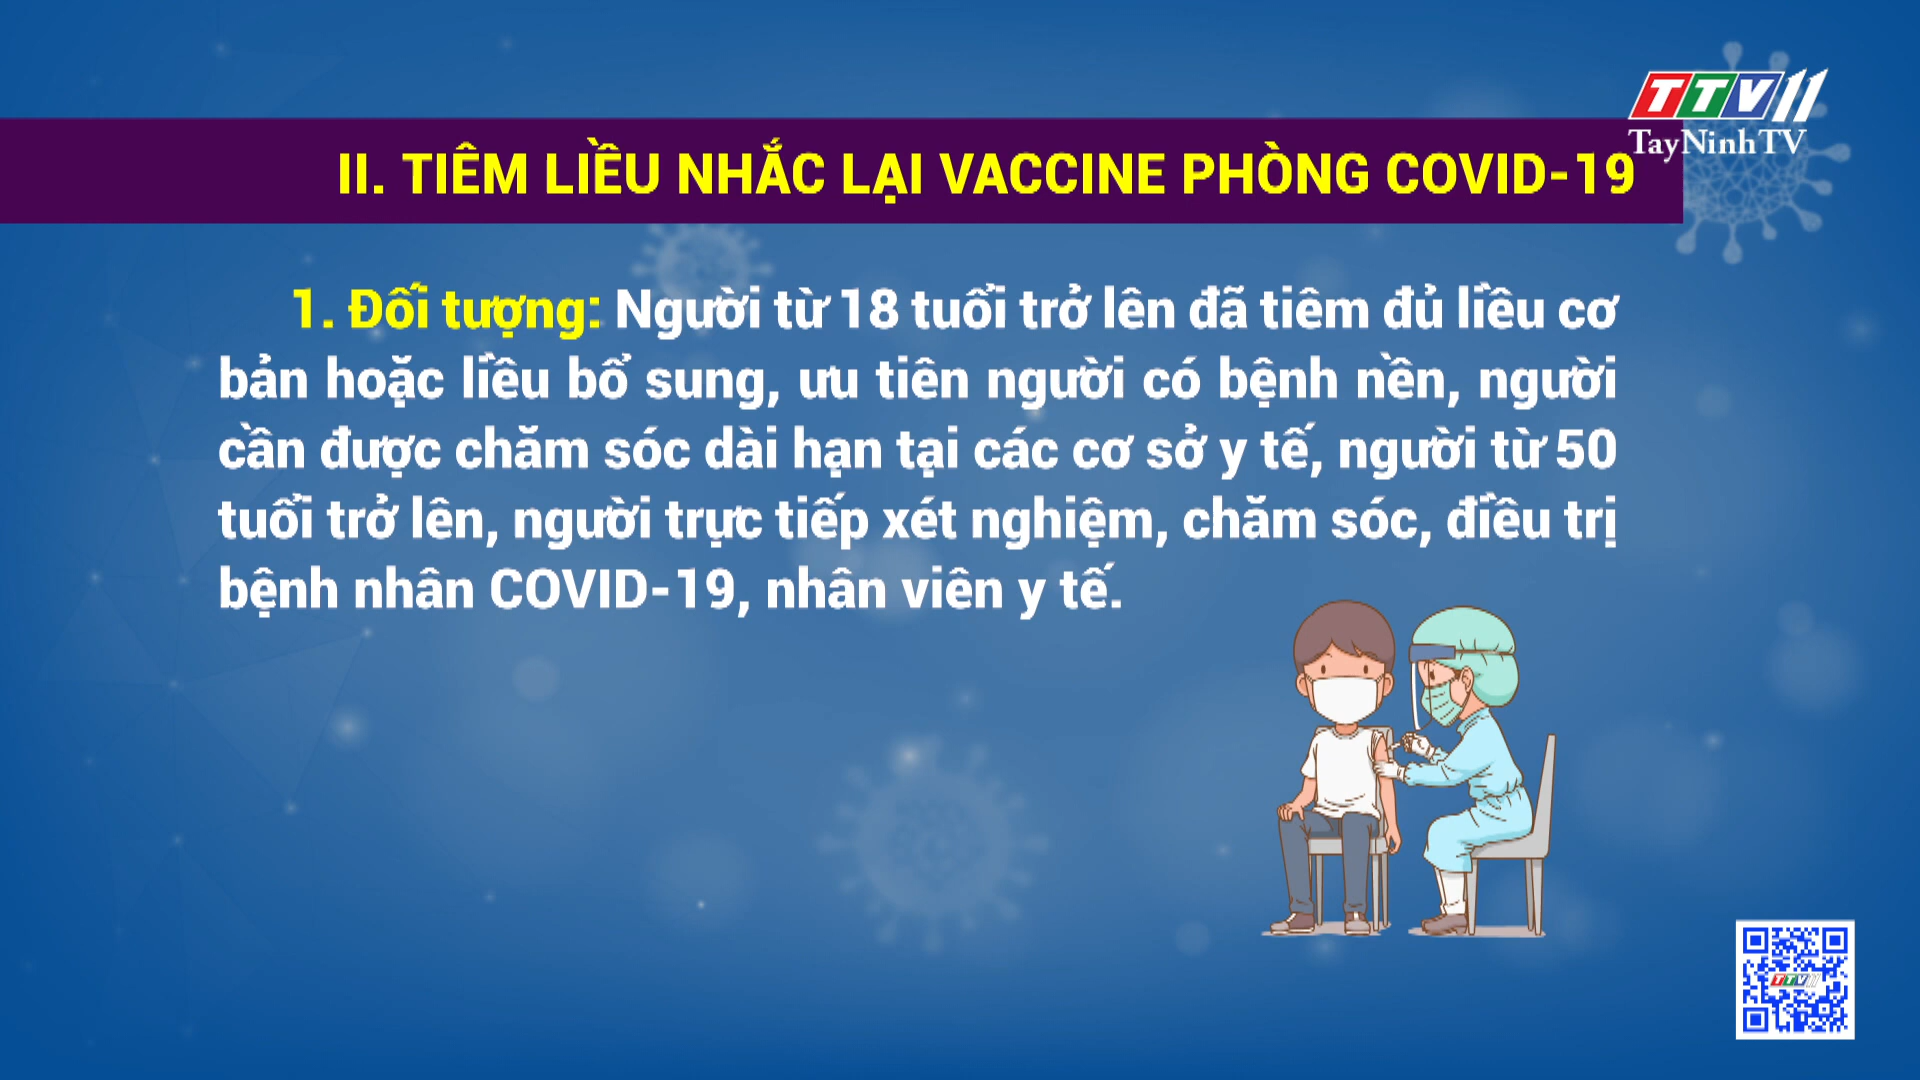 TTV11
TayNinhTV
II. TIÊM LIỀU NHẮC LẠI VACCINE PHÒNG COVID-19
1. Đối tượng: Người từ 18 tuổi trở lên đã tiêm đủ liều cơ
bản hoặc liều bổ sung, ưu tiên người có bệnh nền, người
cần được chăm sóc dài hạn tại các cơ sở y tế, người từ 50
tuổi trở lên, người trực tiếp xét nghiệm, chăm sóc, điều trị
bệnh nhân COVID-19, nhân viên y tế.
TTV11